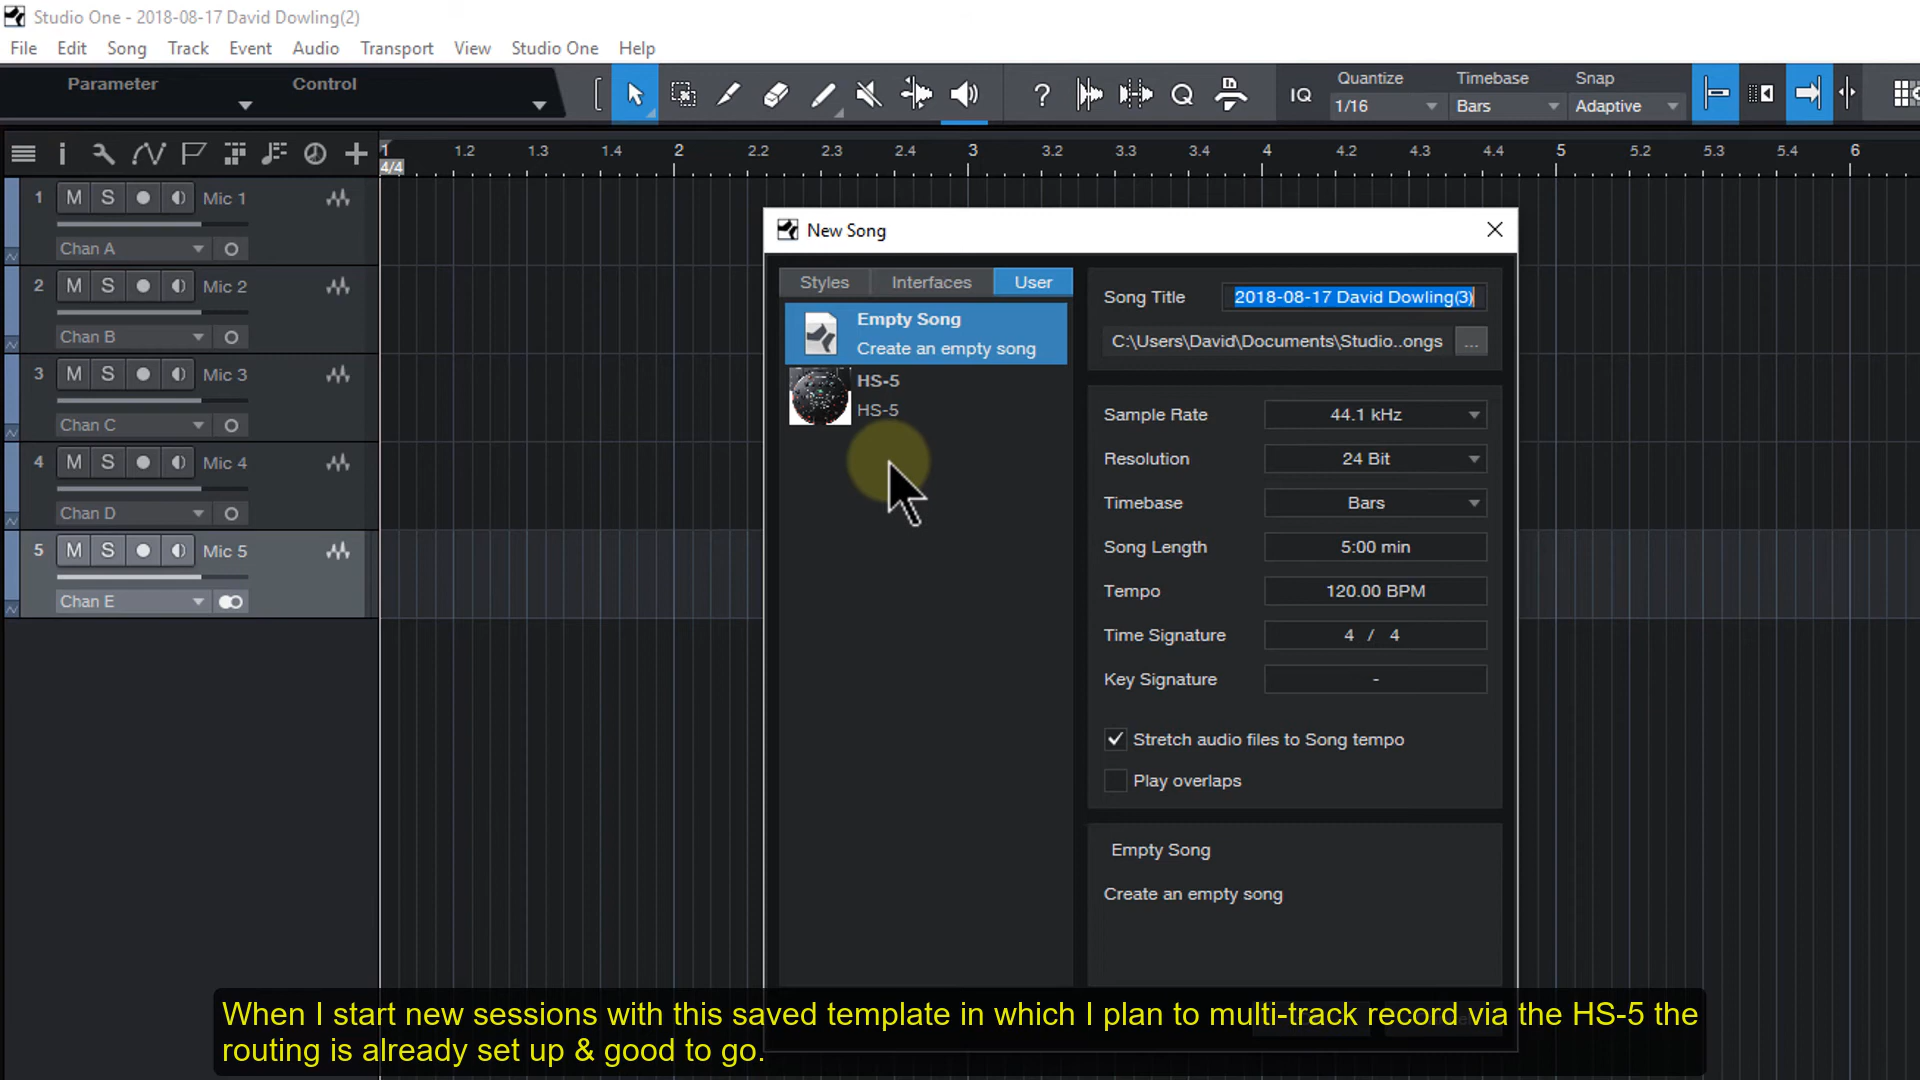 Studio One - 2018-08-17 David Dowling(2)
File Edit Song Track Event Audio Transport View Studio One Help
Parameter Control
? Q IQ
Quantize Timebase Snap
1/16 Bars Adaptive
1 1.2 1.3 1.4 2 2.2 2.3 2.4 3 3.2 3.3 3.4 4 4.2 4.3 4.4 5 5.2 5.3 5.4 6
4/4
1 M S Mic 1
Chan A
2 M S Mic 2
Chan B
3 M S Mic 3
Chan C
4 M S Mic 4
Chan D
5 M S Mic 5
Chan E
New Song
Styles Interfaces User
Empty Song
Create an empty song
HS-5
HS-5
Song Title 2018-08-17 David Dowling(3)
C:\Users\David\Documents\Studio..ongs ...
Sample Rate 44.1 kHz
Resolution 24 Bit
Timebase Bars
Song Length 5:00 min
Tempo 120.00 BPM
Time Signature 4 / 4
Key Signature -
Stretch audio files to Song tempo
Play overlaps
Empty Song
Create an empty song
When I start new sessions with this saved template in which I plan to multi-track record via the HS-5 the
routing is already set up & good to go.